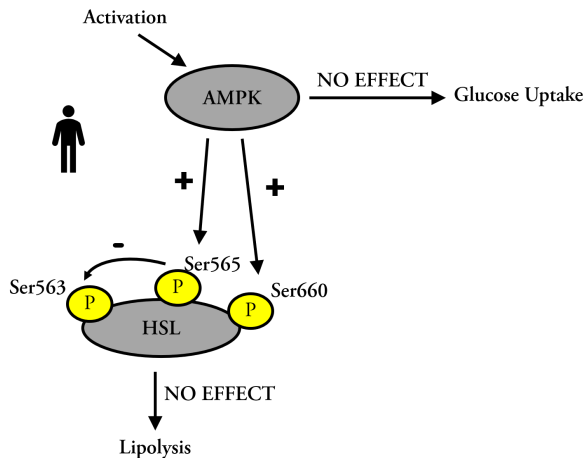 Activation
AMPK
NO EFFECT
Glucose Uptake
+
+
-
Ser565
Ser563
Ser660
P
P
P
HSL
NO EFFECT
Lipolysis